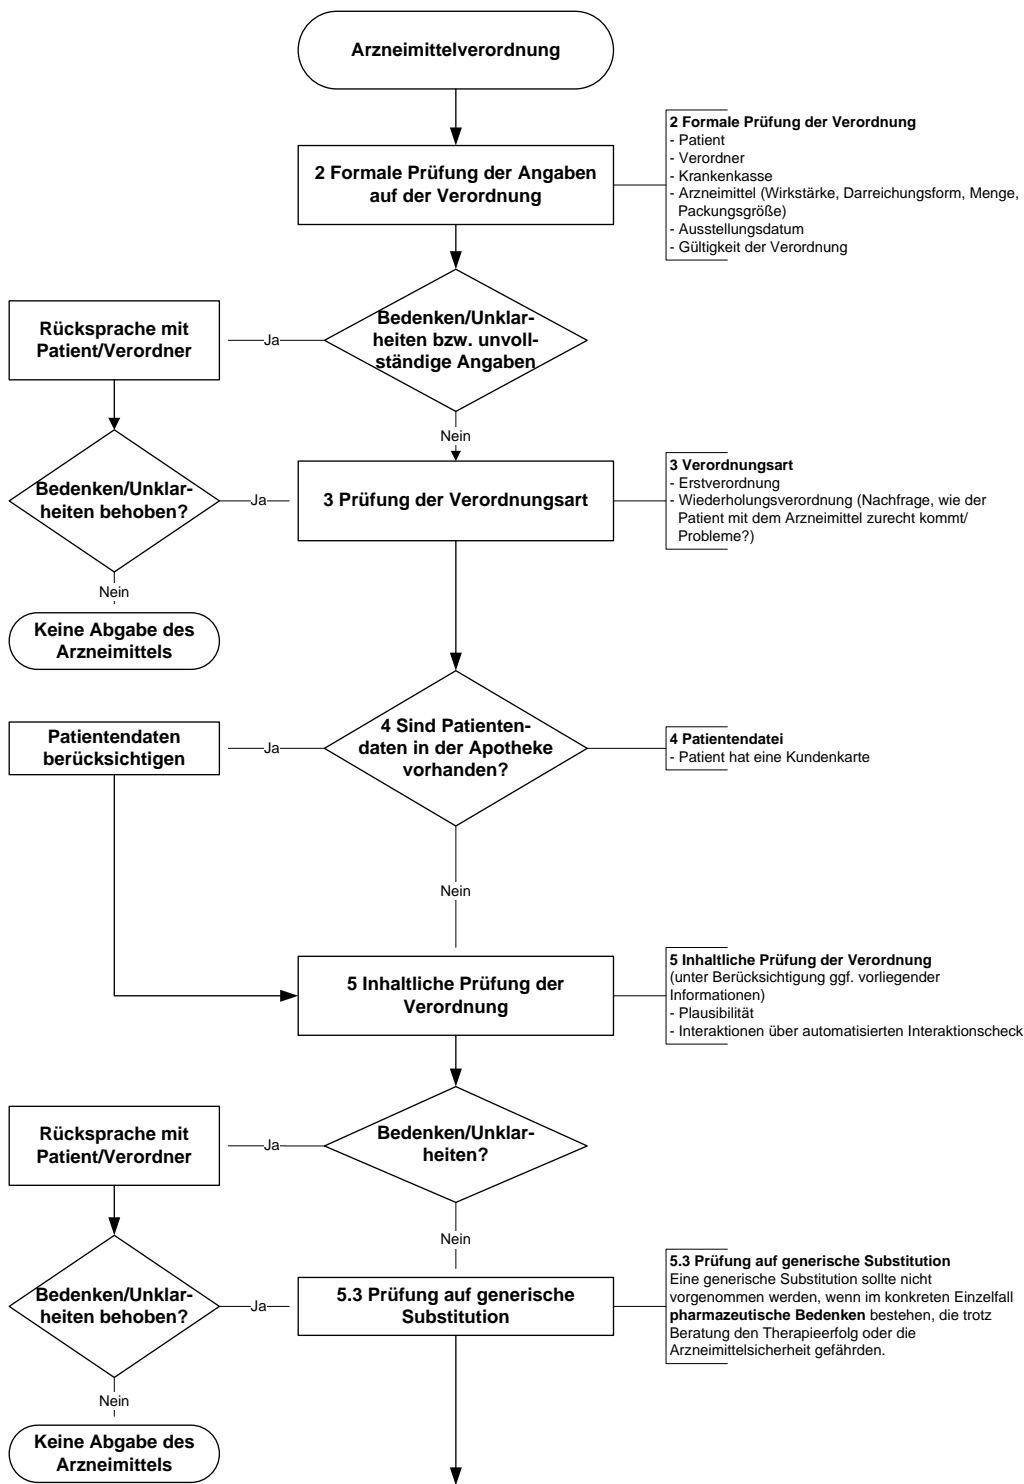 Arzneimittelverordnung
2 Formale Prüfung der Angaben
auf der Verordnung
2 Formale Prüfung der Verordnung
- Patient
- Verordner
- Krankenkasse
- Arzneimittel (Wirkstärke, Darreichungsform, Menge,
Packungsgröße)
- Ausstellungsdatum
- Gültigkeit der Verordnung
Bedenken/Unklar-
heiten bzw. unvoll-
ständige Angaben
Ja
Rücksprache mit
Patient/Verordner
Nein
Bedenken/Unklar-
heiten behoben?
Ja
3 Prüfung der Verordnungsart
3 Verordnungsart
- Erstverordnung
- Wiederholungsverordnung (Nachfrage, wie der
Patient mit dem Arzneimittel zurecht kommt/
Probleme?)
Nein
Keine Abgabe des
Arzneimittels
4 Sind Patienten-
daten in der Apotheke
vorhanden?
Ja
Patientendaten
berücksichtigen
4 Patientendatei
- Patient hat eine Kundenkarte
Nein
5 Inhaltliche Prüfung der
Verordnung
5 Inhaltliche Prüfung der Verordnung
(unter Berücksichtigung ggf. vorliegender
Informationen)
- Plausibilität
- Interaktionen über automatisierten Interaktionscheck
Bedenken/Unklar-
heiten?
Ja
Rücksprache mit
Patient/Verordner
Nein
Bedenken/Unklar-
heiten behoben?
Ja
5.3 Prüfung auf generische
Substitution
5.3 Prüfung auf generische Substitution
Eine generische Substitution sollte nicht
vorgenommen werden, wenn im konkreten Einzelfall
pharmazeutische Bedenken bestehen, die trotz
Beratung den Therapieerfolg oder die
Arzneimittelsicherheit gefährden.
Nein
Keine Abgabe des
Arzneimittels